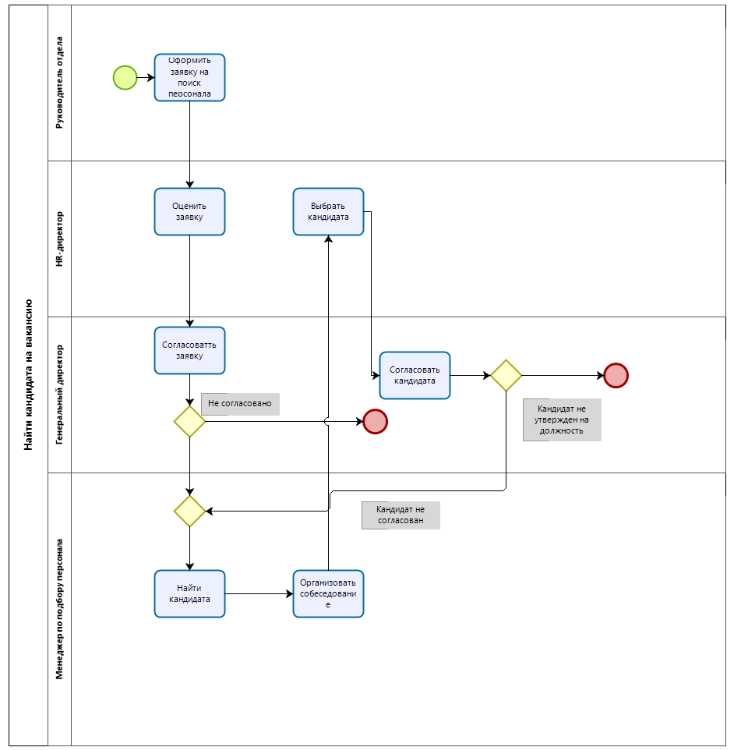 Найти кандидата на вакансию
Руководитель отдела
Оформить
заявку на
поиск
персонала
HR-директор
Оценить
заявку
Выбрать
кандидата
Генеральный директор
Согласоватть
заявку
Не согласовано
Согласовать
кандидата
Кандидат не
утвержден на
должность
Менеджер по подбору персонала
Кандидат не
согласован
Найти
кандидата
Организовать
собеседовани
е